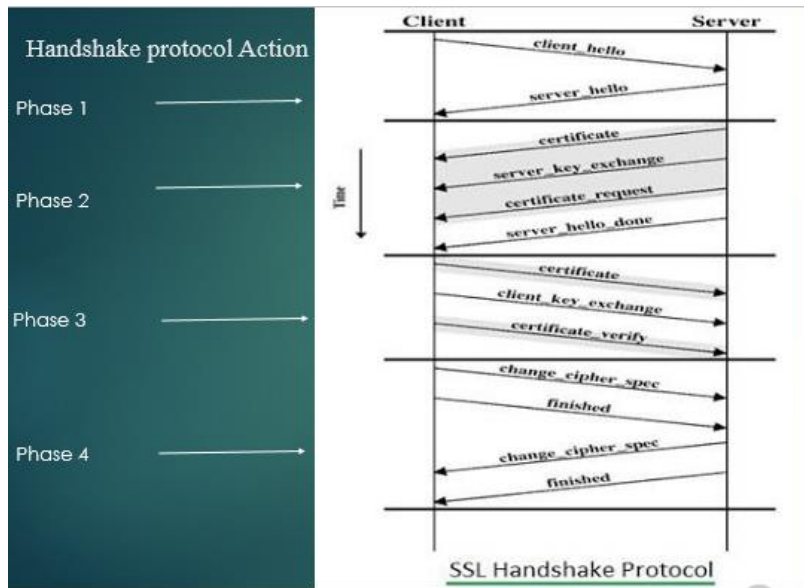 Handshake protocol Action
Phase 1
Phase 2
Phase 3
Phase 4
Client
Server
client_hello
server_hello
certificate
server_key_exchange
certificate_request
server_hello_done
Time
certificate
client_key_exchange
certificate_verify
change_cipher_spec
finished
change_cipher_spec
finished
SSL Handshake Protocol